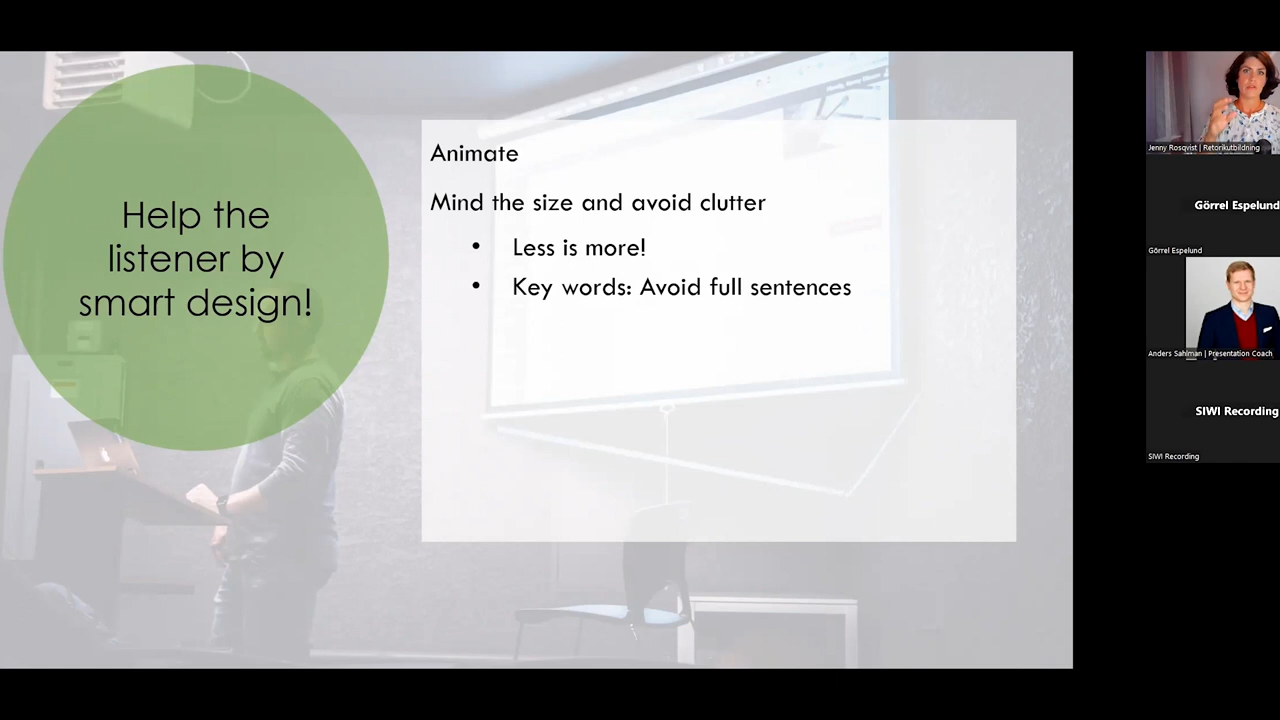 Help the
listener by
smart design!
Animate
Mind the size and avoid clutter
• Less is more!
• Key words: Avoid full sentences
Jenny Rosqvist | Retorikutbildning
Görrel Espelund
Görrel Espelund
Anders Sahlman | Presentation Coach
SIWI Recording
SIWI Recording